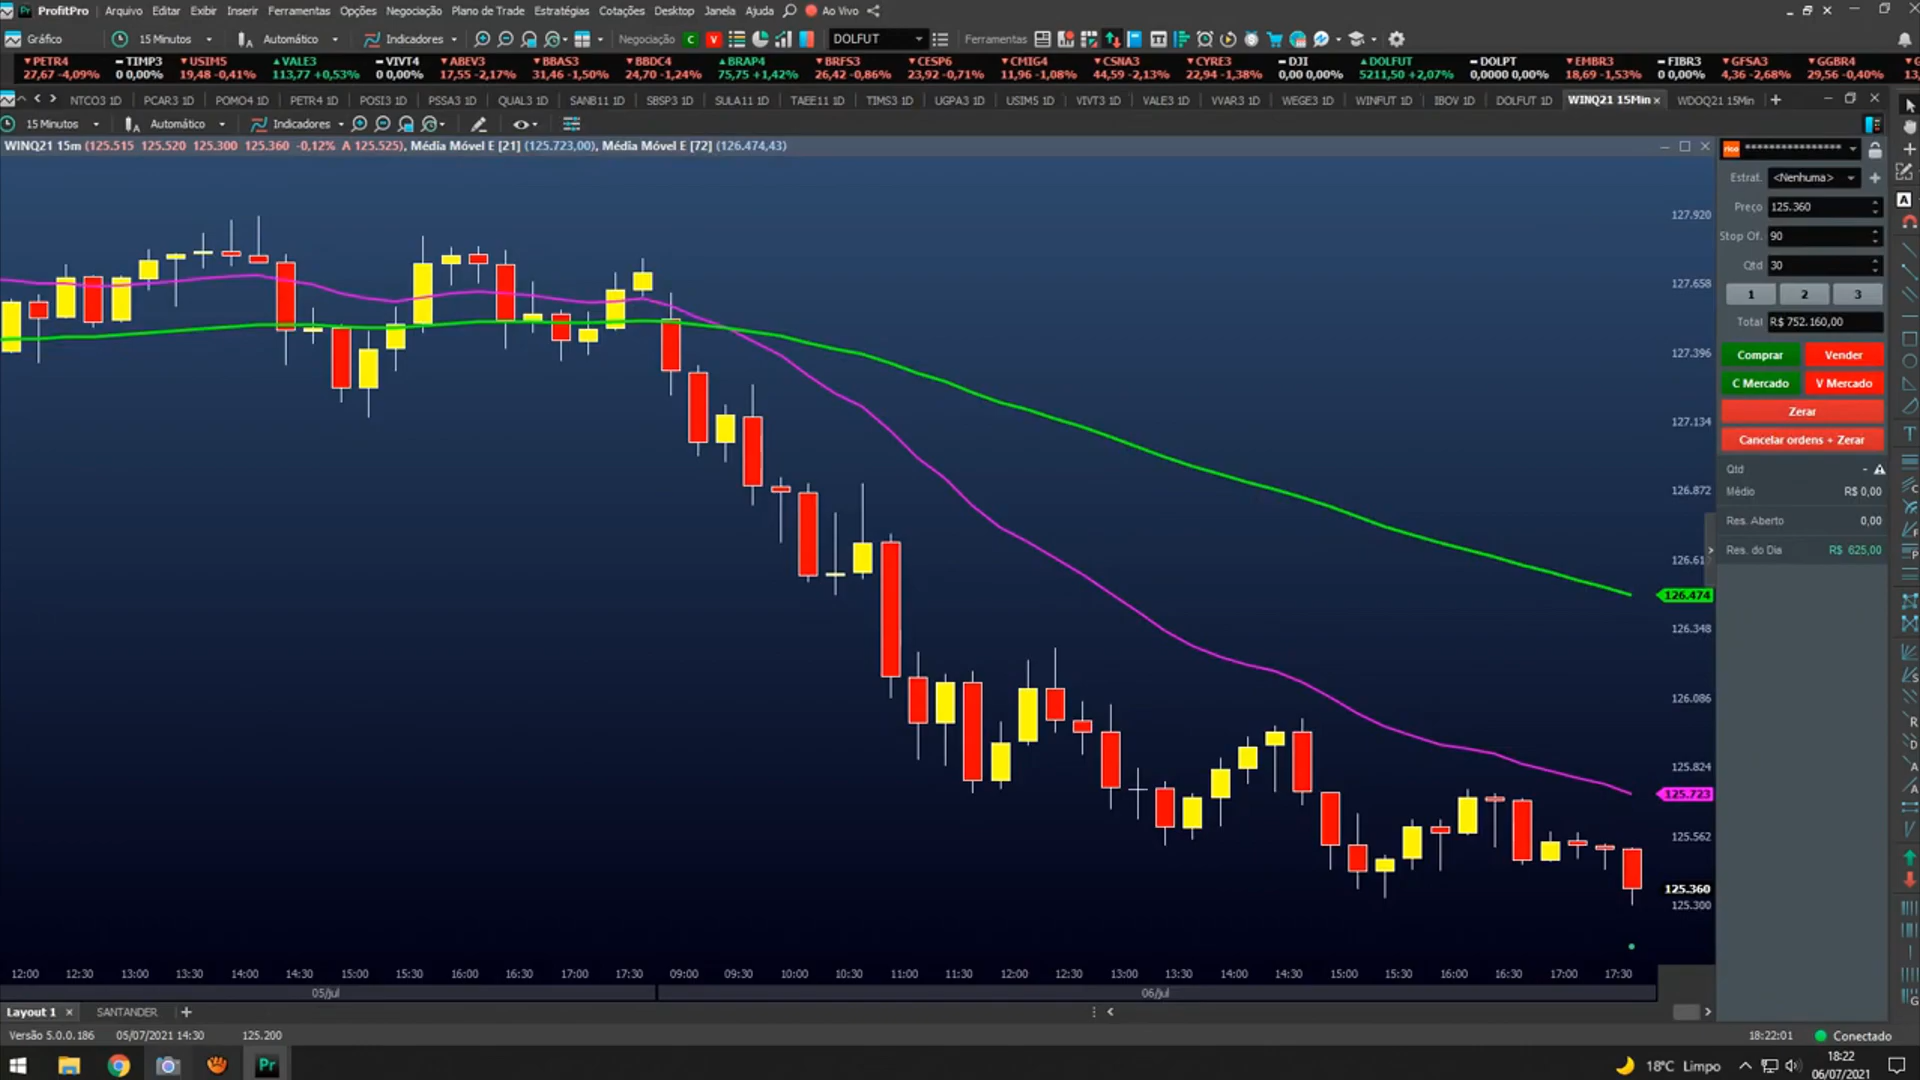 ProfitPro Arquivo Editar Exibir Inserir Ferramentas Opções Negociação Plano de Trade Estratégias Cotações Desktop Janela Ajuda Ao Vivo
Gráfico 15 Minutos Automático Indicadores Negociação C V DOLFUT Ferramentas
PETR4 TIMP3 USIM5 VALE3 VIVT4 ABEV3 BBAS3 BBDC4 BRAP4 BRFS3 CESP6 CMIG4 CSNA3 CYRE3 DJI DOLFUT DOLPT EMBR3 FIBR3 GFSA3 GGBR4
27,67 -4,09% 0 0,00% 19,48 -0,41% 113,77 +0,53% 0 0,00% 17,55 -2,17% 31,46 -1,50% 24,70 -1,24% 75,75 +1,42% 26,42 -0,86% 23,92 -0,71% 11,96 -1,08% 44,59 -2,13% 22,94 -1,38% 0,00 0,00% 5211,50 +2,07% 0,0000 0,00% 18,69 -1,53% 0 0,00% 4,36 -2,68% 29,56 -0,40%
NTCO3 1D PCAR3 1D POMO4 1D PETR4 1D POSI3 1D PSSA3 1D QUAL3 1D SANB11 1D SBSP3 1D SULA11 1D TAEE11 1D TIMS3 1D UGPA3 1D USIM5 1D VIVT3 1D VALE3 1D VVAR3 1D WEGE3 1D WINFUT 1D IBOV 1D DOLFUT 1D WINQ21 15Min WDOQ21 15Min
15 Minutos Automático Indicadores
WINQ21 15m (125.515 125.520 125.300 125.360 -0,12% A 125.525), Média Móvel E [21] (125.723,00), Média Móvel E [72] (126.474,43)
rico ****************
Estrat. <Nenhuma>
Preço 125.360
Stop Of. 90
Qtd 30
1 2 3
Total R$ 752.160,00
Comprar Vender
C Mercado V Mercado
Zerar
Cancelar ordens + Zerar
Qtd -
Médio R$ 0,00
Res. Aberto 0,00
Res. do Dia R$ 625,00
127.920
127.658
127.396
127.134
126.872
126.474
126.348
126.086
125.824
125.723
125.562
125.360
125.300
12:00 12:30 13:00 13:30 14:00 14:30 15:00 15:30 16:00 16:30 17:00 17:30 09:00 09:30 10:00 10:30 11:00 11:30 12:00 12:30 13:00 13:30 14:00 14:30 15:00 15:30 16:00 16:30 17:00 17:30
05/jul 06/jul
Layout 1 SANTANDER
Versão 5.0.0.186 05/07/2021 14:30 125.200 18:22:01 Conectado
Pr 18°C Limpo 18:22
06/07/2021